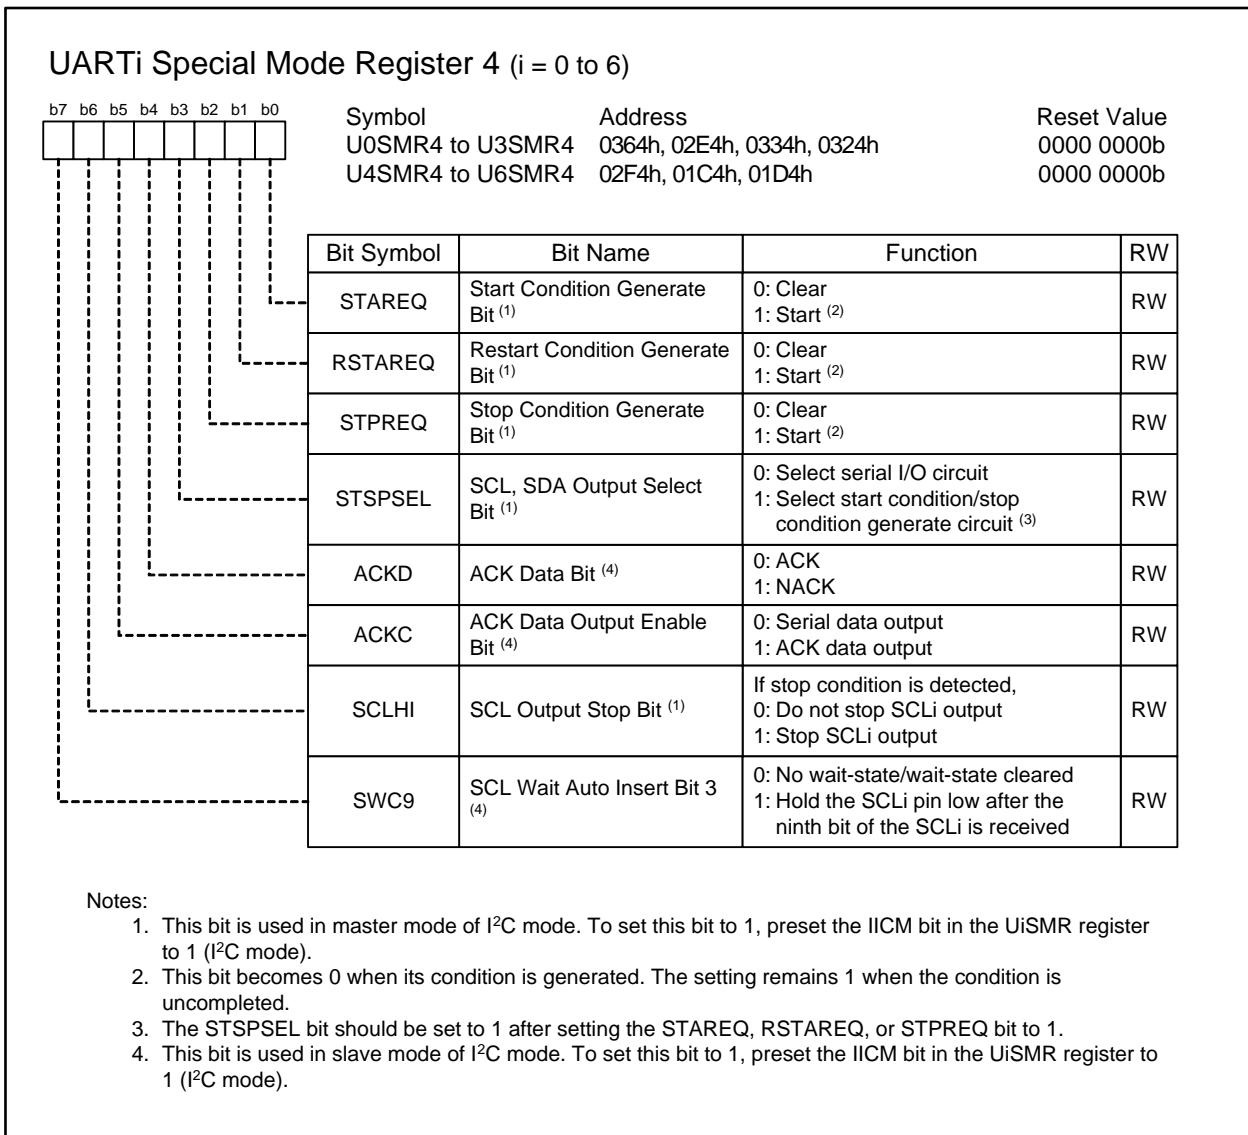 UARTi Special Mode Register 4 (i = 0 to 6)
b7 b6 b5 b4 b3 b2 b1 b0
Symbol Address Reset Value
U0SMR4 to U3SMR4 0364h, 02E4h, 0334h, 0324h 0000 0000b
U4SMR4 to U6SMR4 02F4h, 01C4h, 01D4h 0000 0000b
Bit Symbol Bit Name Function RW
STAREQ Start Condition Generate Bit (1) 0: Clear
1: Start (2) RW
RSTAREQ Restart Condition Generate Bit (1) 0: Clear
1: Start (2) RW
STPREQ Stop Condition Generate Bit (1) 0: Clear
1: Start (2) RW
STSPSEL SCL, SDA Output Select Bit (1) 0: Select serial I/O circuit
1: Select start condition/stop
condition generate circuit (3) RW
ACKD ACK Data Bit (4) 0: ACK
1: NACK RW
ACKC ACK Data Output Enable Bit (4) 0: Serial data output
1: ACK data output RW
SCLHI SCL Output Stop Bit (1) If stop condition is detected,
0: Do not stop SCLi output
1: Stop SCLi output RW
SWC9 SCL Wait Auto Insert Bit 3 (4) 0: No wait-state/wait-state cleared
1: Hold the SCLi pin low after the
ninth bit of the SCLi is received RW
Notes:
1. This bit is used in master mode of I2C mode. To set this bit to 1, preset the IICM bit in the UiSMR register
to 1 (I2C mode).
2. This bit becomes 0 when its condition is generated. The setting remains 1 when the condition is
uncompleted.
3. The STSPSEL bit should be set to 1 after setting the STAREQ, RSTAREQ, or STPREQ bit to 1.
4. This bit is used in slave mode of I2C mode. To set this bit to 1, preset the IICM bit in the UiSMR register to
1 (I2C mode).